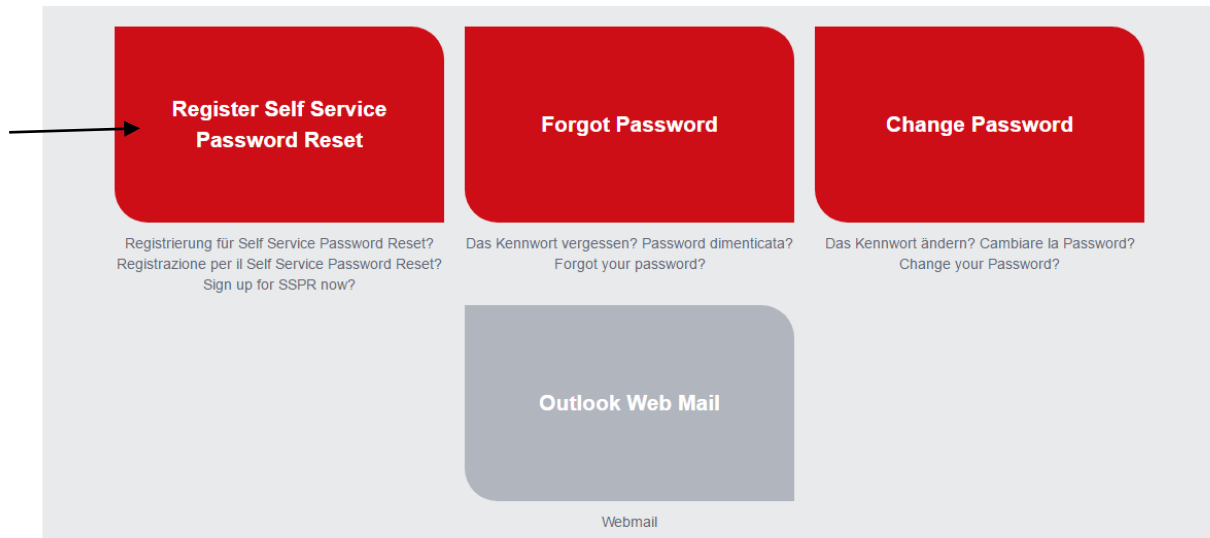 Register Self Service
Password Reset
Forgot Password
Change Password
Registrierung für Self Service Password Reset?
Registrazione per il Self Service Password Reset?
Sign up for SSPR now?
Das Kennwort vergessen? Password dimenticata?
Forgot your password?
Das Kennwort ändern? Cambiare la Password?
Change your Password?
Outlook Web Mail
Webmail